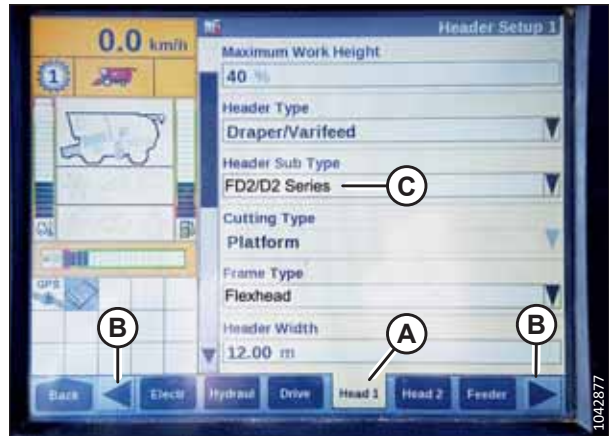 0.0 km/h
Header Setup 1
1
Maximum Work Height
40 %
Header Type
Draper/Varifeed
Header Sub Type
FD2/D2 Series
C
Cutting Type
Platform
Frame Type
Flexhead
GPS
Header Width
12.00 m
B
A
B
Back
Electr
Hydraul
Drive
Head 1
Head 2
Feeder
1042877